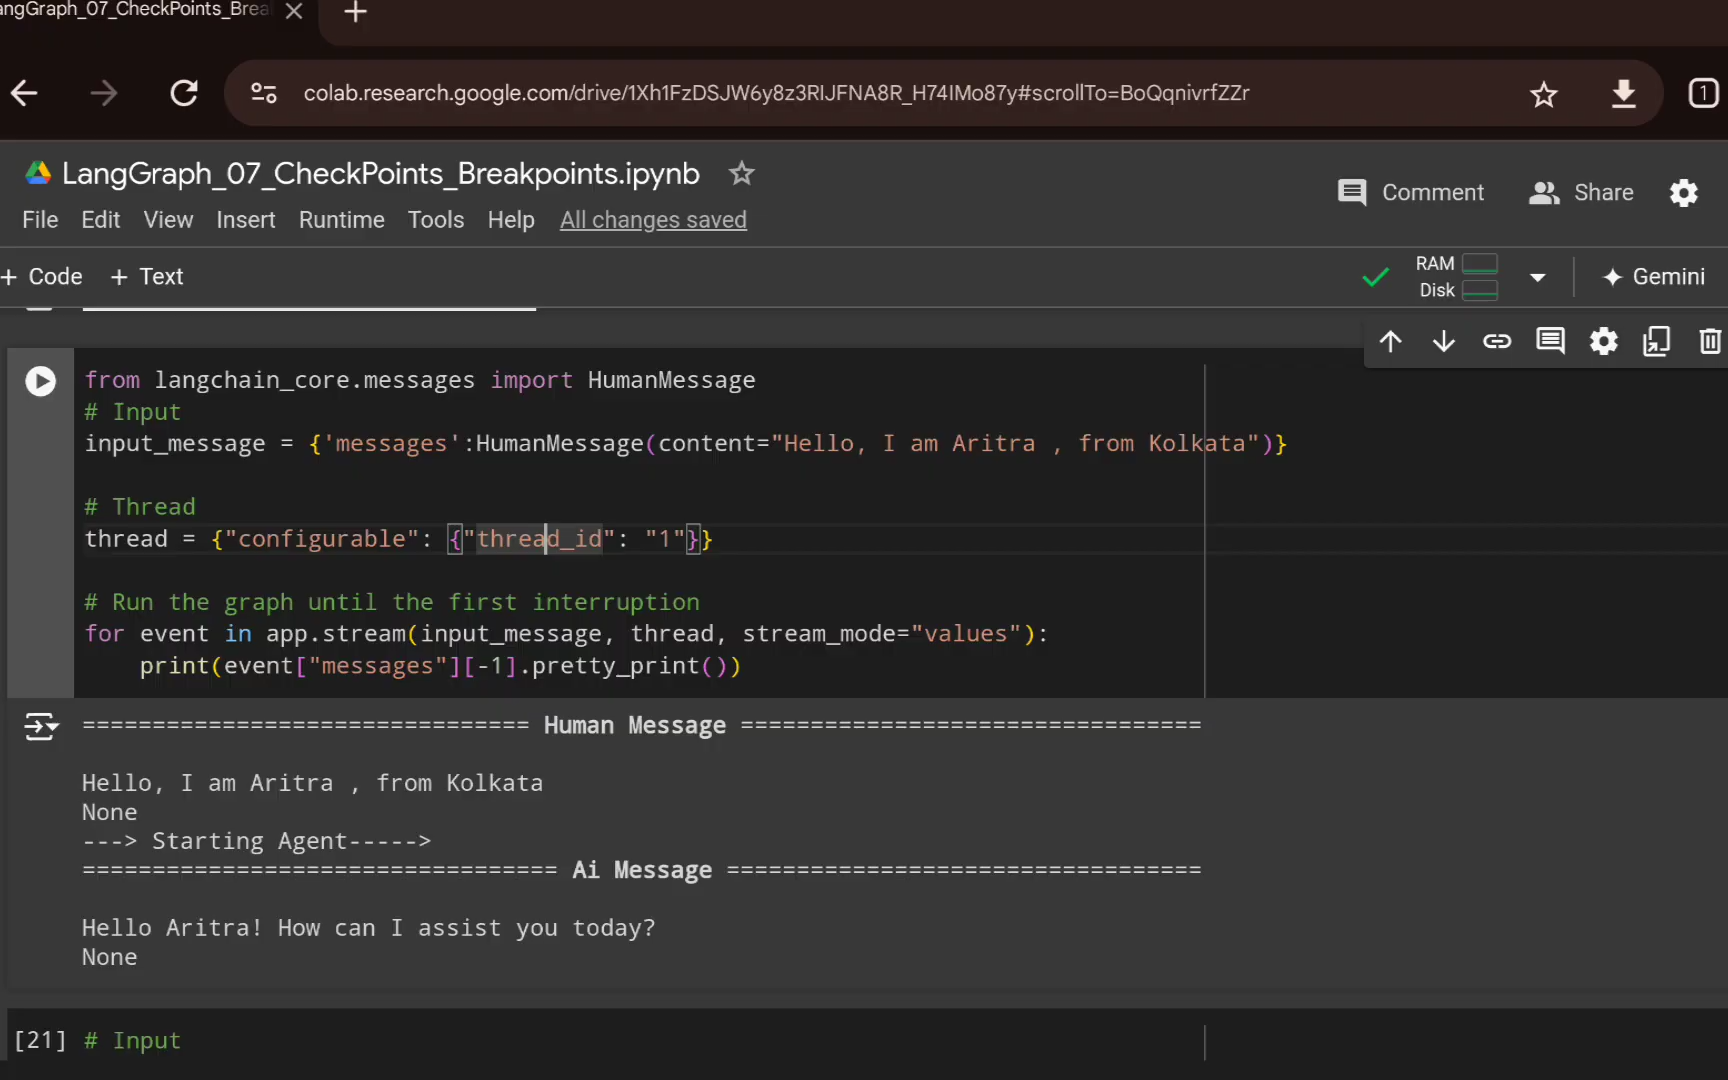 angGraph_07_CheckPoints_Brea
colab.research.google.com/drive/1Xh1FzDSJW6y8z3RIJFNA8R_H74IMo87y#scrollTo=BoQqnivrfZZr
1
LangGraph_07_CheckPoints_Breakpoints.ipynb
Comment
Share
File Edit View Insert Runtime Tools Help All changes saved
+ Code + Text
RAM
Disk
Gemini
from langchain_core.messages import HumanMessage
# Input
input_message = {'messages':HumanMessage(content="Hello, I am Aritra , from Kolkata")}
# Thread
thread = {"configurable": {"thread_id": "1"}}
# Run the graph until the first interruption
for event in app.stream(input_message, thread, stream_mode="values"):
    print(event["messages"][-1].pretty_print())
================================ Human Message =================================
Hello, I am Aritra , from Kolkata
None
---> Starting Agent----->
================================== Ai Message ==================================
Hello Aritra! How can I assist you today?
None
[21] # Input